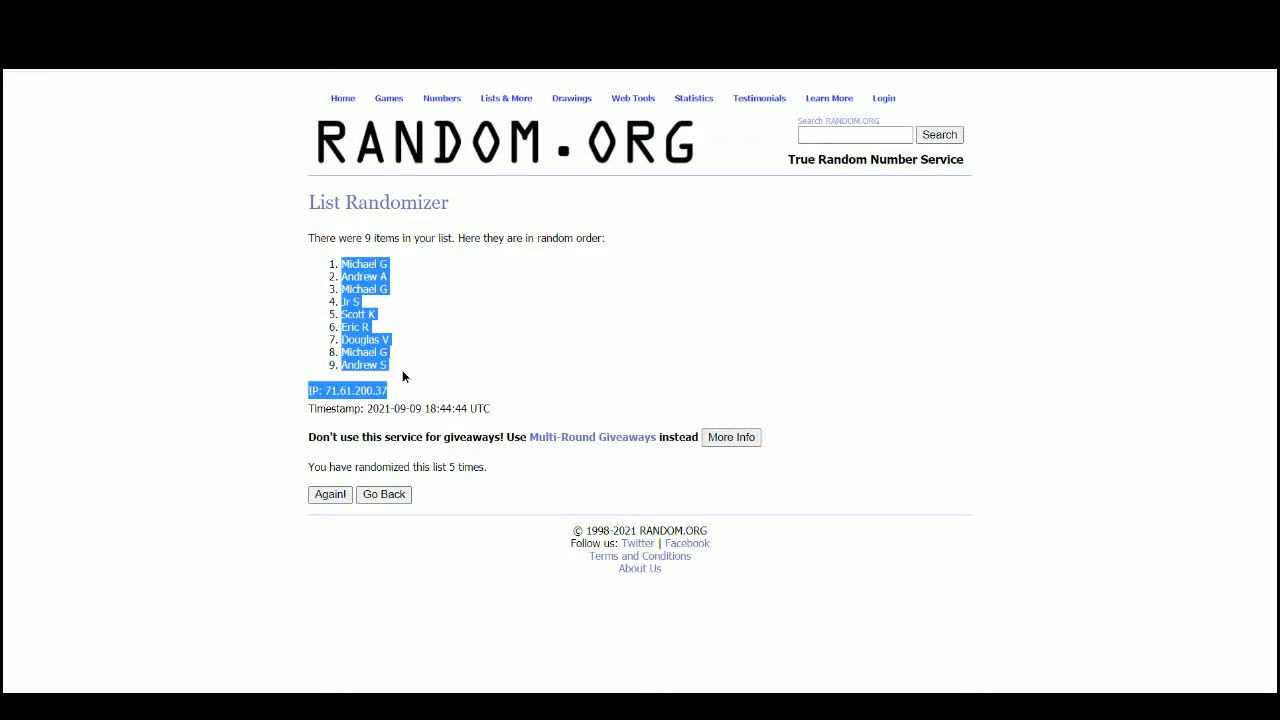 Home Games Numbers Lists & More Drawings Web Tools Statistics Testimonials Learn More Login
RANDOM.ORG
Search RANDOM.ORG
Search
True Random Number Service
List Randomizer
There were 9 items in your list. Here they are in random order:
1. Michael G
2. Andrew A
3. Michael G
4. Jr S
5. Scott K
6. Eric R
7. Douglas V
8. Michael G
9. Andrew S
IP: 71.61.200.37
Timestamp: 2021-09-09 18:44:44 UTC
Don't use this service for giveaways! Use Multi-Round Giveaways instead More Info
You have randomized this list 5 times.
Again! Go Back
© 1998-2021 RANDOM.ORG
Follow us: Twitter | Facebook
Terms and Conditions
About Us